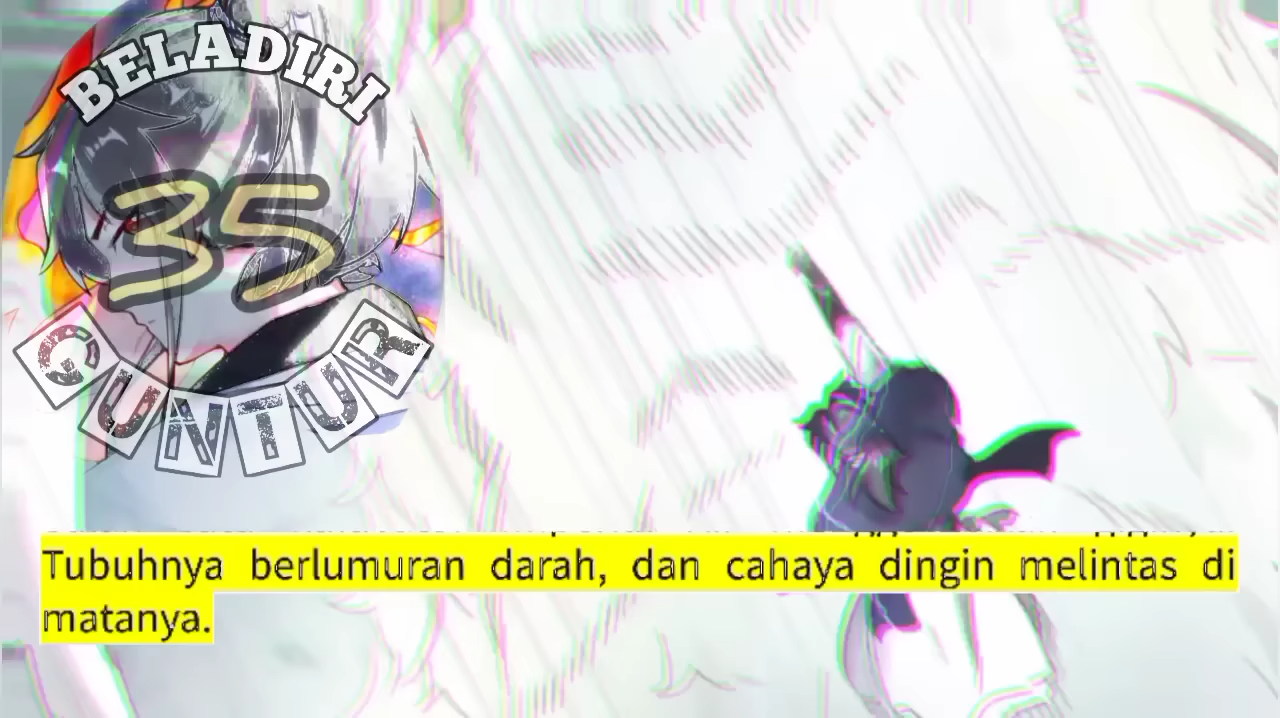 BELADIRI
35
GUNTUR
Tubuhnya berlumuran darah, dan cahaya dingin melintas di
matanya.